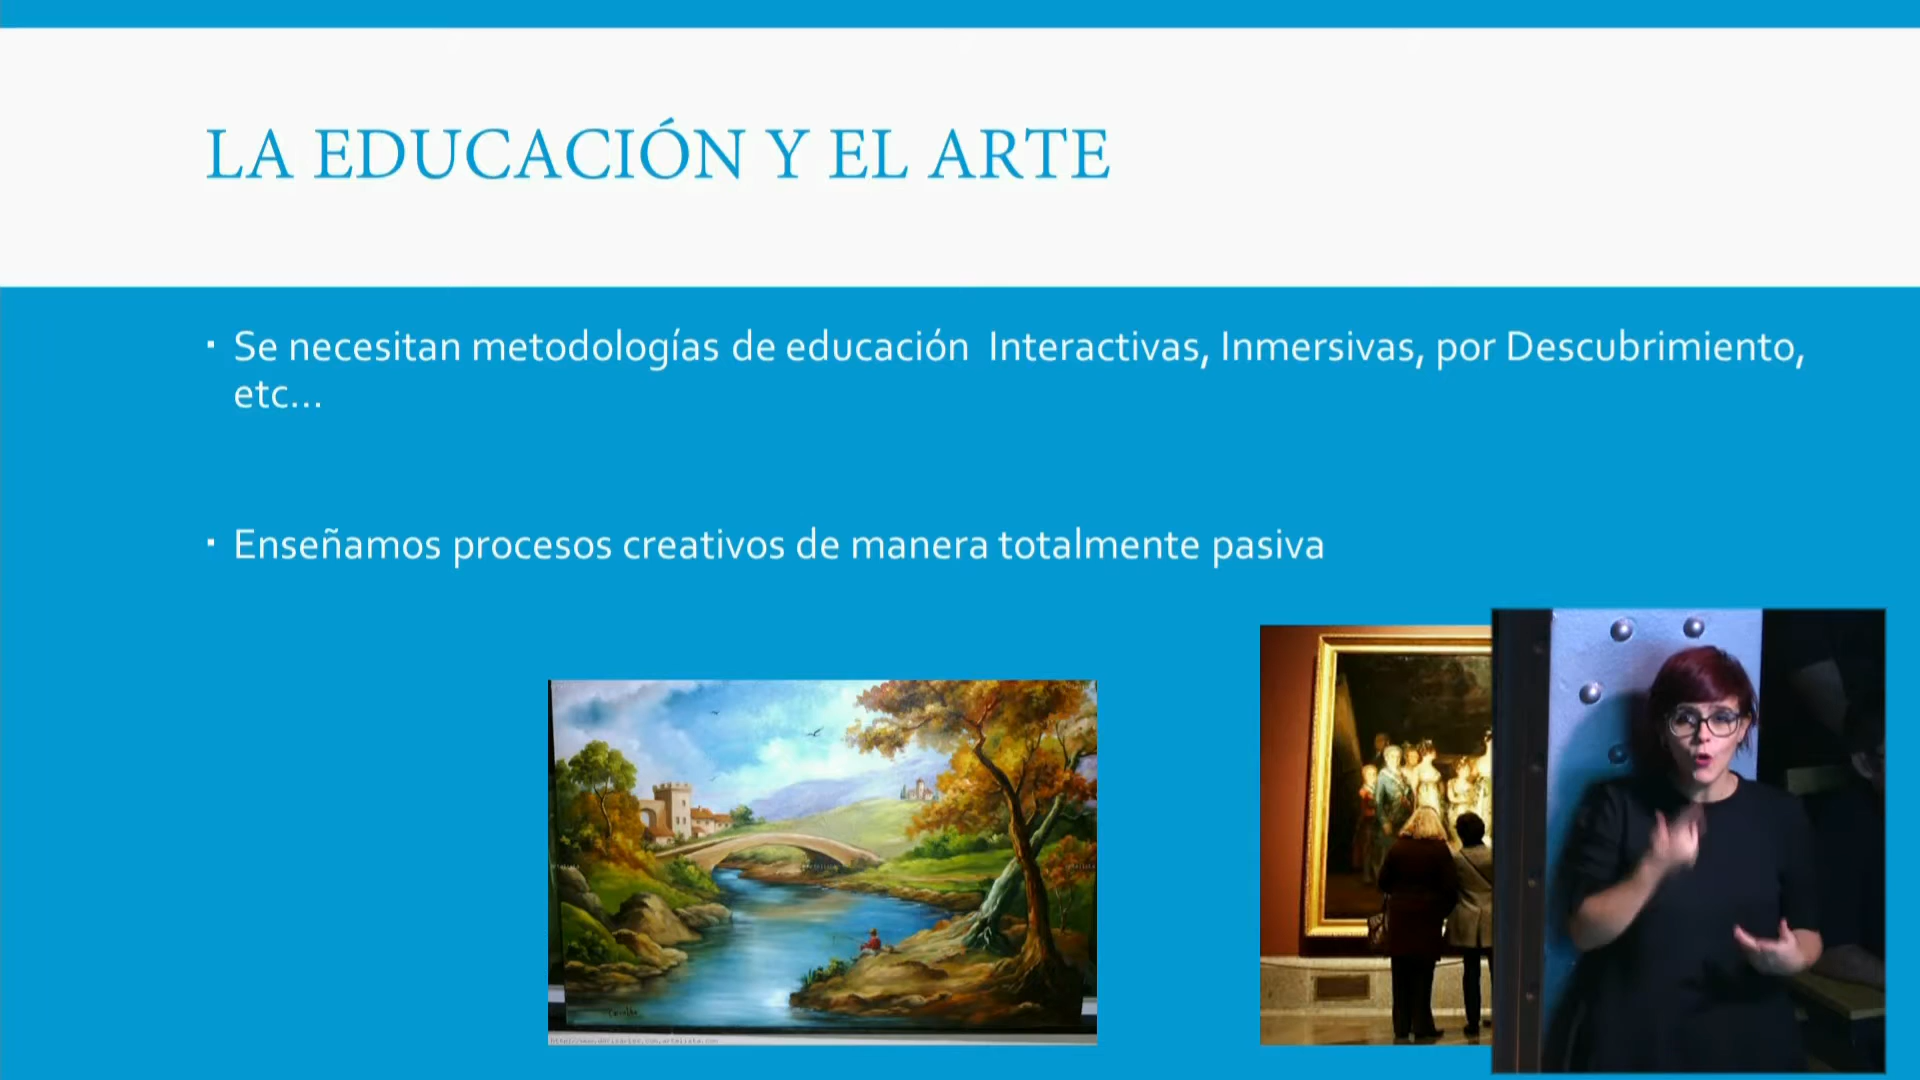 LA EDUCACIÓN Y EL ARTE
▪ Se necesitan metodologías de educación  Interactivas, Inmersivas, por Descubrimiento,
etc...
▪ Enseñamos procesos creativos de manera totalmente pasiva